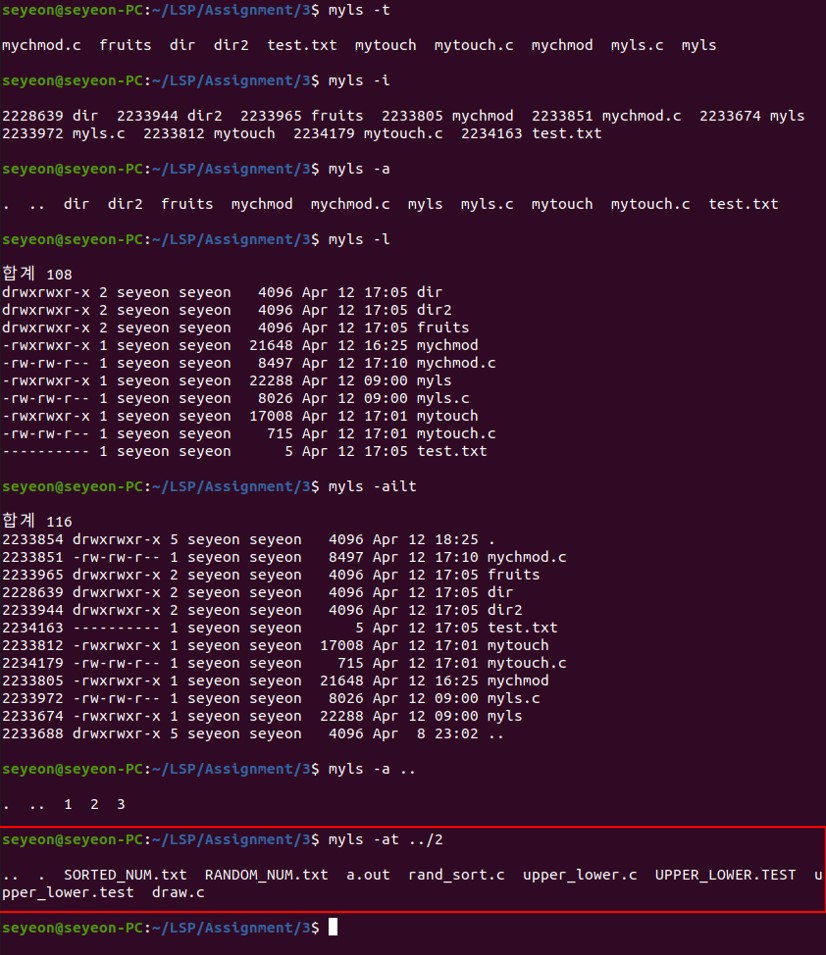 seyeon@seyeon-PC:~/LSP/Assignment/3$ myls -t
mychmod.c  fruits  dir  dir2  test.txt  mytouch  mytouch.c  mychmod  myls.c  myls
seyeon@seyeon-PC:~/LSP/Assignment/3$ myls -i
2228639 dir  2233944 dir2  2233965 fruits  2233805 mychmod  2233851 mychmod.c  2233674 myls
2233972 myls.c  2233812 mytouch  2234179 mytouch.c  2234163 test.txt
seyeon@seyeon-PC:~/LSP/Assignment/3$ myls -a
.  ..  dir  dir2  fruits  mychmod  mychmod.c  myls  myls.c  mytouch  mytouch.c  test.txt
seyeon@seyeon-PC:~/LSP/Assignment/3$ myls -l
합계 108
drwxrwxr-x 2 seyeon seyeon   4096 Apr 12 17:05 dir
drwxrwxr-x 2 seyeon seyeon   4096 Apr 12 17:05 dir2
drwxrwxr-x 2 seyeon seyeon   4096 Apr 12 17:05 fruits
-rwxrwxr-x 1 seyeon seyeon  21648 Apr 12 16:25 mychmod
-rw-rw-r-- 1 seyeon seyeon   8497 Apr 12 17:10 mychmod.c
-rwxrwxr-x 1 seyeon seyeon  22288 Apr 12 09:00 myls
-rw-rw-r-- 1 seyeon seyeon   8026 Apr 12 09:00 myls.c
-rwxrwxr-x 1 seyeon seyeon  17008 Apr 12 17:01 mytouch
-rw-rw-r-- 1 seyeon seyeon    715 Apr 12 17:01 mytouch.c
---------- 1 seyeon seyeon      5 Apr 12 17:05 test.txt
seyeon@seyeon-PC:~/LSP/Assignment/3$ myls -ailt
합계 116
2233854 drwxrwxr-x 5 seyeon seyeon   4096 Apr 12 18:25 .
2233851 -rw-rw-r-- 1 seyeon seyeon   8497 Apr 12 17:10 mychmod.c
2233965 drwxrwxr-x 2 seyeon seyeon   4096 Apr 12 17:05 fruits
2228639 drwxrwxr-x 2 seyeon seyeon   4096 Apr 12 17:05 dir
2233944 drwxrwxr-x 2 seyeon seyeon   4096 Apr 12 17:05 dir2
2234163 ---------- 1 seyeon seyeon      5 Apr 12 17:05 test.txt
2233812 -rwxrwxr-x 1 seyeon seyeon  17008 Apr 12 17:01 mytouch
2234179 -rw-rw-r-- 1 seyeon seyeon    715 Apr 12 17:01 mytouch.c
2233805 -rwxrwxr-x 1 seyeon seyeon  21648 Apr 12 16:25 mychmod
2233972 -rw-rw-r-- 1 seyeon seyeon   8026 Apr 12 09:00 myls.c
2233674 -rwxrwxr-x 1 seyeon seyeon  22288 Apr 12 09:00 myls
2233688 drwxrwxr-x 5 seyeon seyeon   4096 Apr  8 23:02 ..
seyeon@seyeon-PC:~/LSP/Assignment/3$ myls -a ..
.  ..  1  2  3
seyeon@seyeon-PC:~/LSP/Assignment/3$ myls -at ../2
..  .  SORTED_NUM.txt  RANDOM_NUM.txt  a.out  rand_sort.c  upper_lower.c  UPPER_LOWER.TEST  u
pper_lower.test  draw.c
seyeon@seyeon-PC:~/LSP/Assignment/3$